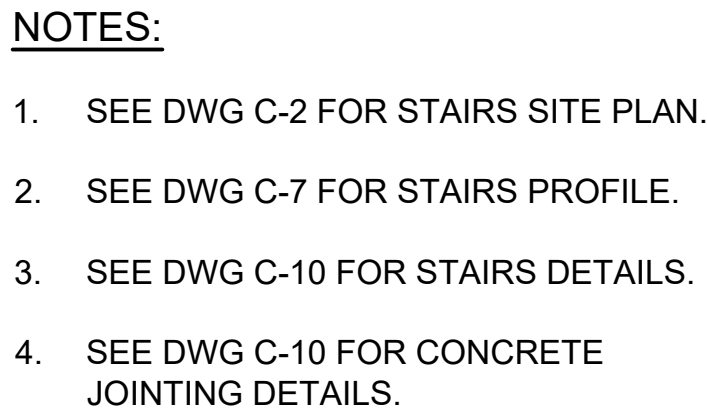 NOTES:
1. SEE DWG C-2 FOR STAIRS SITE PLAN.
2. SEE DWG C-7 FOR STAIRS PROFILE.
3. SEE DWG C-10 FOR STAIRS DETAILS.
4. SEE DWG C-10 FOR CONCRETE
JOINTING DETAILS.